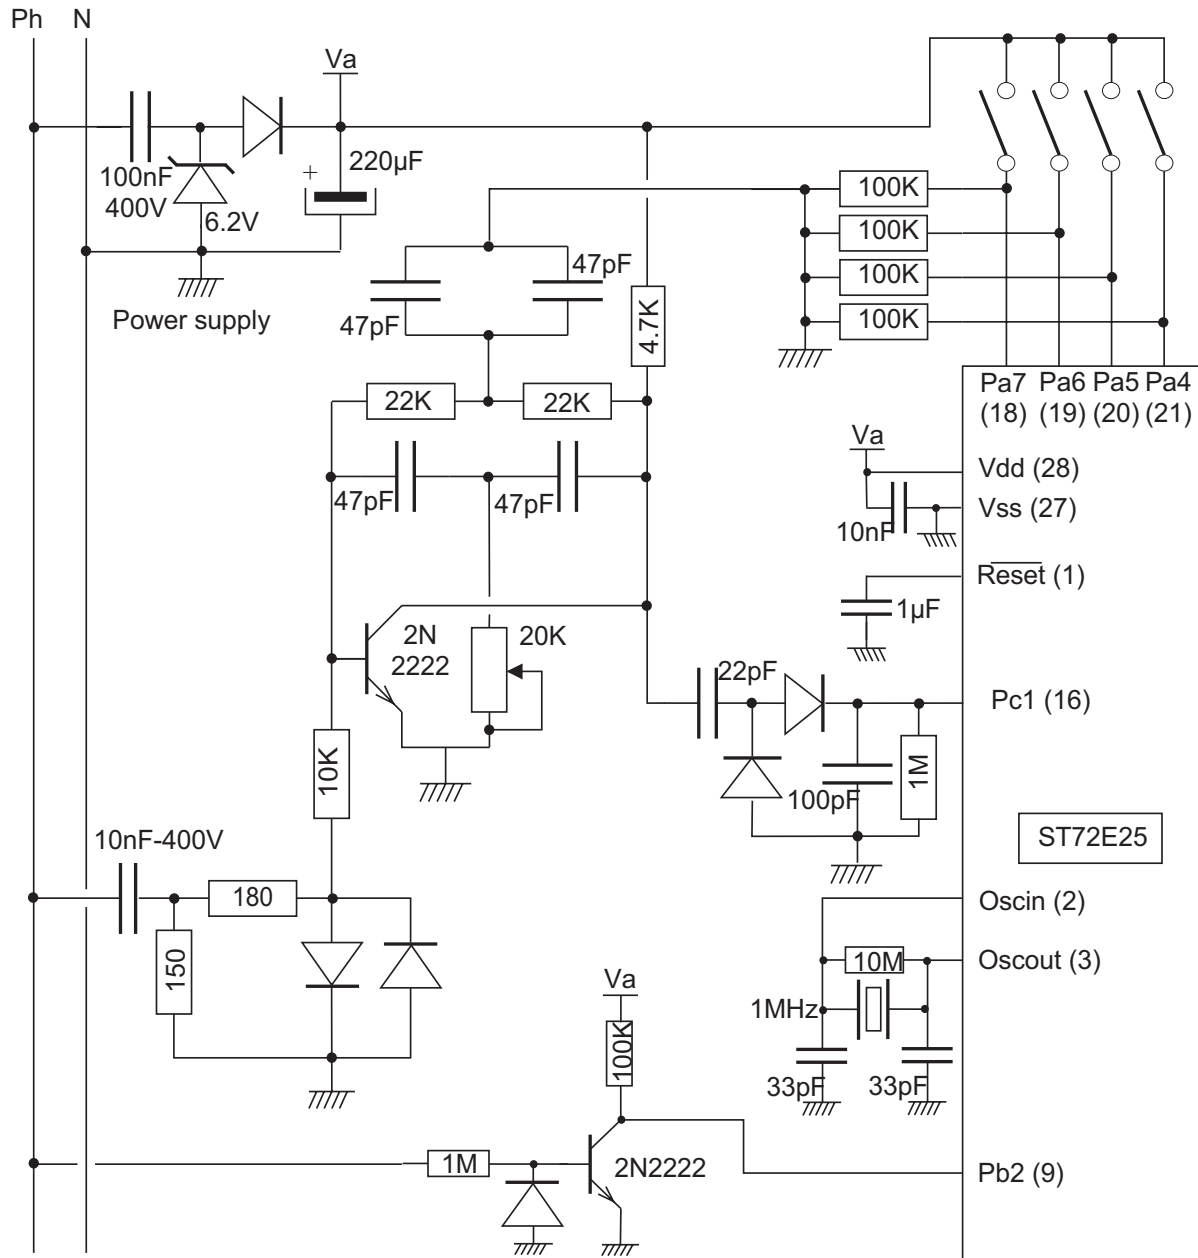 Ph N
Va
+
220µF
100nF
400V
6.2V
Power supply
100K
100K
100K
100K
47pF
47pF
4.7K
22K
22K
47pF
47pF
Pa7 Pa6 Pa5 Pa4
(18) (19) (20) (21)
Va
Vdd (28)
10nF
Vss (27)
Reset (1)
1µF
2N
2222
20K
22pF
Pc1 (16)
10K
100pF
1M
10nF-400V
ST72E25
180
150
Oscin (2)
10M
Oscout (3)
1MHz
33pF
33pF
Va
100K
1M
2N2222
Pb2 (9)